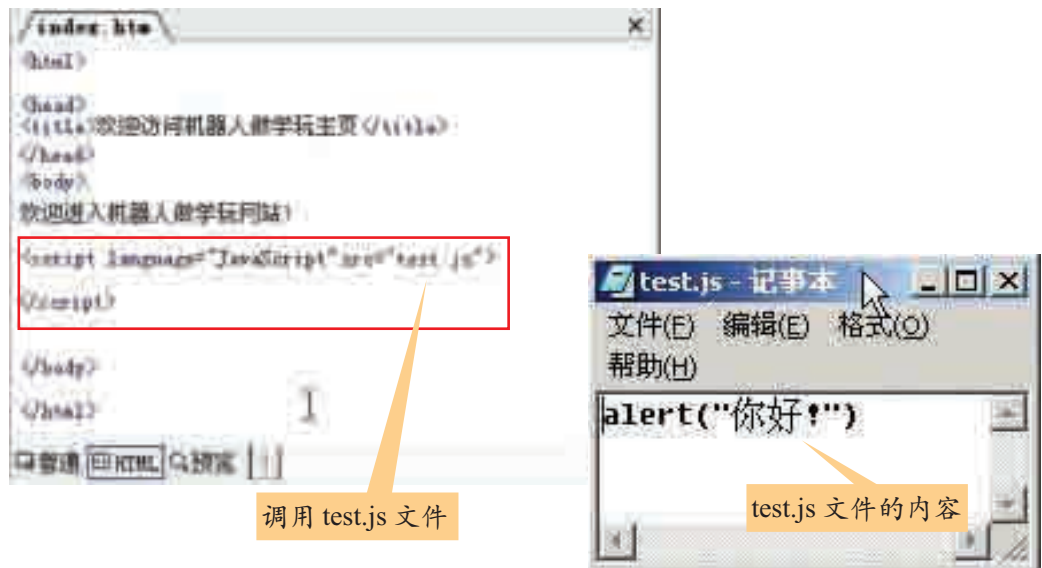 index.htm
<html>
<head>
<title>欢迎访问机器人做学玩主页</title>
</head>
<body>
欢迎进入机器人做学玩网站!
<script language="JavaScript" src="test.js">
</script>
</body>
</html>
普通 HTML 预览
调用 test.js 文件
test.js - 记事本
文件(F) 编辑(E) 格式(O)
帮助(H)
alert("你好!")
test.js 文件的内容